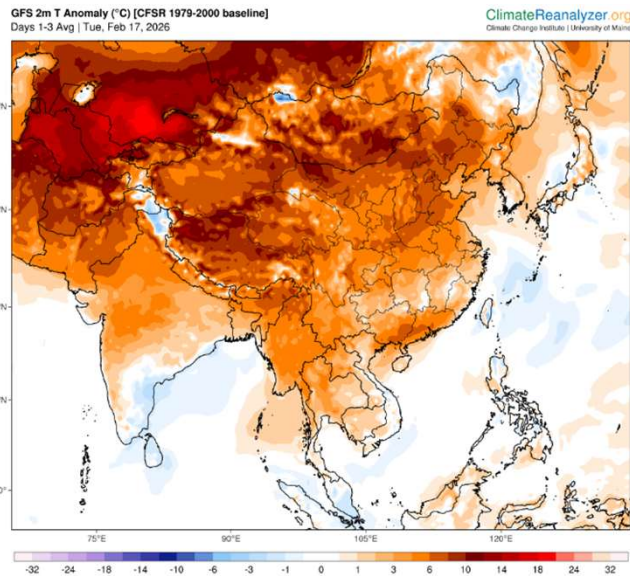 GFS 2m T Anomaly (°C) [CFSR 1979-2000 baseline]
ClimateReanalyzer.org
Days 1-3 Avg | Tue, Feb 17, 2026
Climate Change Institute | University of Maine
0°
75°E 90°E 105°E 120°E
-32 -24 -18 -14 -10 -6 -3 -1 0 1 3 6 10 14 18 24 32